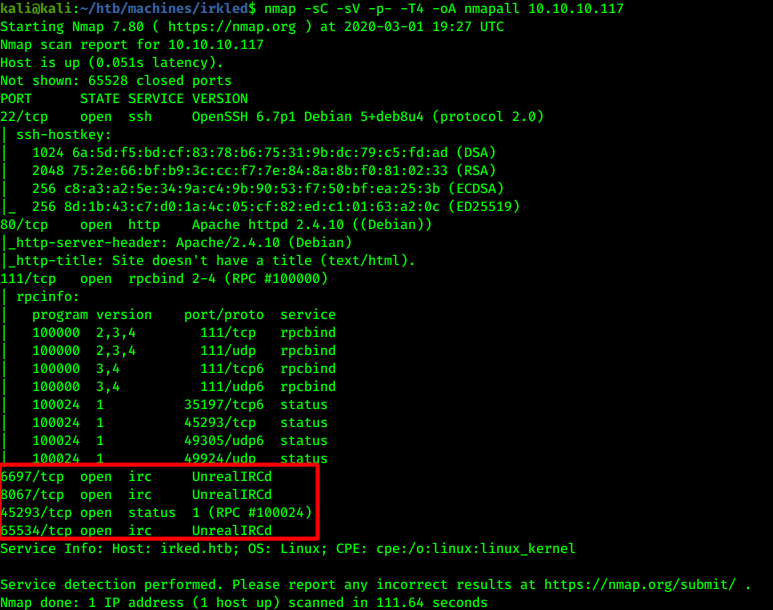 kali@kali:~/htb/machines/irkled$ nmap -sC -sV -p- -T4 -oA nmapall 10.10.10.117
Starting Nmap 7.80 ( https://nmap.org ) at 2020-03-01 19:27 UTC
Nmap scan report for 10.10.10.117
Host is up (0.051s latency).
Not shown: 65528 closed ports
PORT      STATE SERVICE VERSION
22/tcp    open  ssh     OpenSSH 6.7p1 Debian 5+deb8u4 (protocol 2.0)
| ssh-hostkey:
|   1024 6a:5d:f5:bd:cf:83:78:b6:75:31:9b:dc:79:c5:fd:ad (DSA)
|   2048 75:2e:66:bf:b9:3c:cc:f7:7e:84:8a:8b:f0:81:02:33 (RSA)
|   256 c8:a3:a2:5e:34:9a:c4:9b:90:53:f7:50:bf:ea:25:3b (ECDSA)
|_  256 8d:1b:43:c7:d0:1a:4c:05:cf:82:ed:c1:01:63:a2:0c (ED25519)
80/tcp    open  http    Apache httpd 2.4.10 ((Debian))
|_http-server-header: Apache/2.4.10 (Debian)
|_http-title: Site doesn't have a title (text/html).
111/tcp   open  rpcbind 2-4 (RPC #100000)
| rpcinfo:
|   program version    port/proto  service
|   100000  2,3,4        111/tcp   rpcbind
|   100000  2,3,4        111/udp   rpcbind
|   100000  3,4          111/tcp6  rpcbind
|   100000  3,4          111/udp6  rpcbind
|   100024  1          35197/tcp6  status
|   100024  1          45293/tcp   status
|   100024  1          49305/udp6  status
|   100024  1          49924/udp   status
6697/tcp  open  irc     UnrealIRCd
8067/tcp  open  irc     UnrealIRCd
45293/tcp open  status  1 (RPC #100024)
65534/tcp open  irc     UnrealIRCd
Service Info: Host: irked.htb; OS: Linux; CPE: cpe:/o:linux:linux_kernel

Service detection performed. Please report any incorrect results at https://nmap.org/submit/ .
Nmap done: 1 IP address (1 host up) scanned in 111.64 seconds